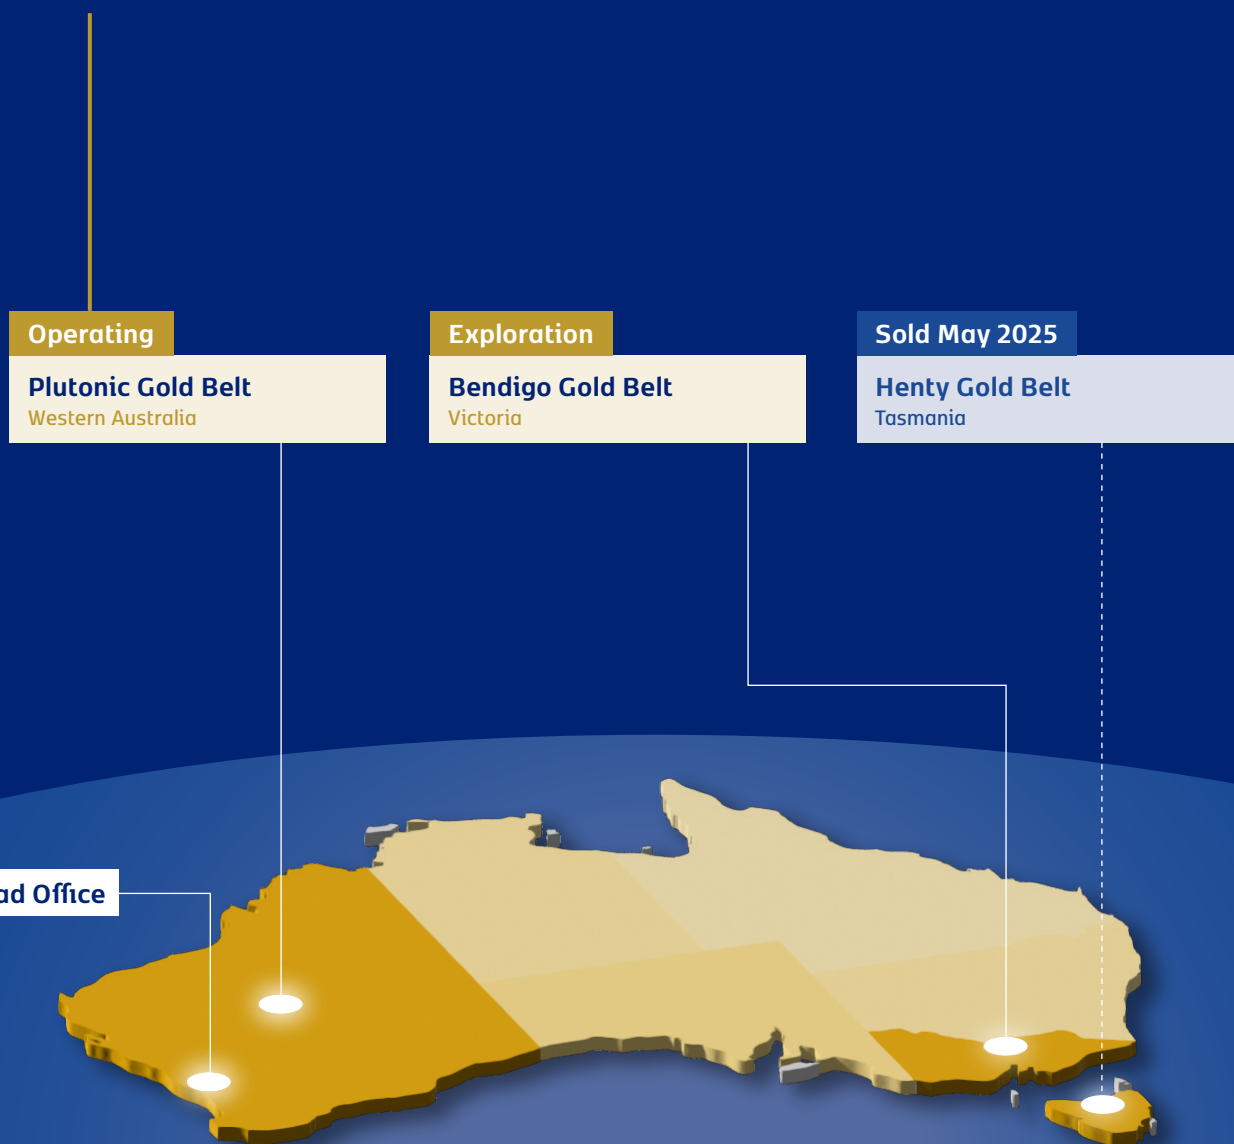 Operating
Plutonic Gold Belt
Western Australia
Exploration
Bendigo Gold Belt
Victoria
Sold May 2025
Henty Gold Belt
Tasmania
Office